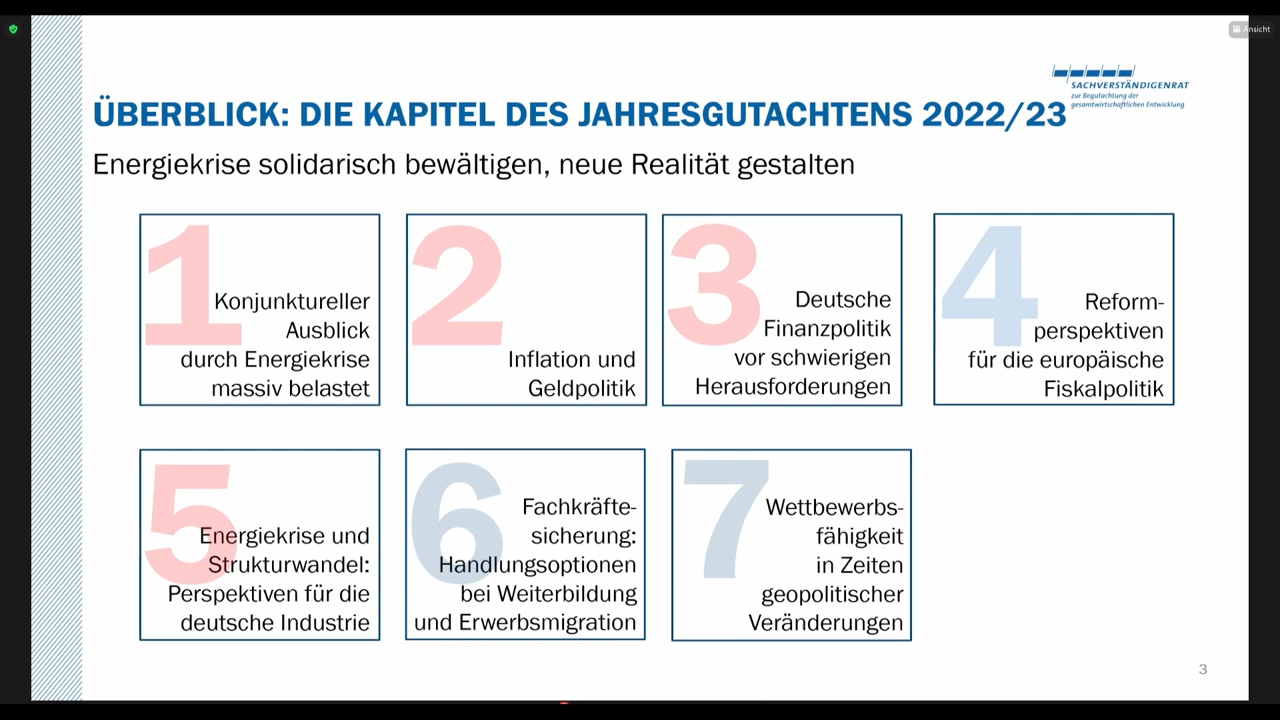 Ansicht
SACHVERSTÄNDIGENRAT
zur Begutachtung der
gesamtwirtschaftlichen Entwicklung
ÜBERBLICK: DIE KAPITEL DES JAHRESGUTACHTENS 2022/23
Energiekrise solidarisch bewältigen, neue Realität gestalten
1
Konjunktureller
Ausblick
durch Energiekrise
massiv belastet
2
Inflation und
Geldpolitik
3
Deutsche
Finanzpolitik
vor schwierigen
Herausforderungen
4
Reform-
perspektiven
für die europäische
Fiskalpolitik
5
Energiekrise und
Strukturwandel:
Perspektiven für die
deutsche Industrie
6
Fachkräfte-
sicherung:
Handlungsoptionen
bei Weiterbildung
und Erwerbsmigration
7
Wettbewerbs-
fähigkeit
in Zeiten
geopolitischer
Veränderungen
3